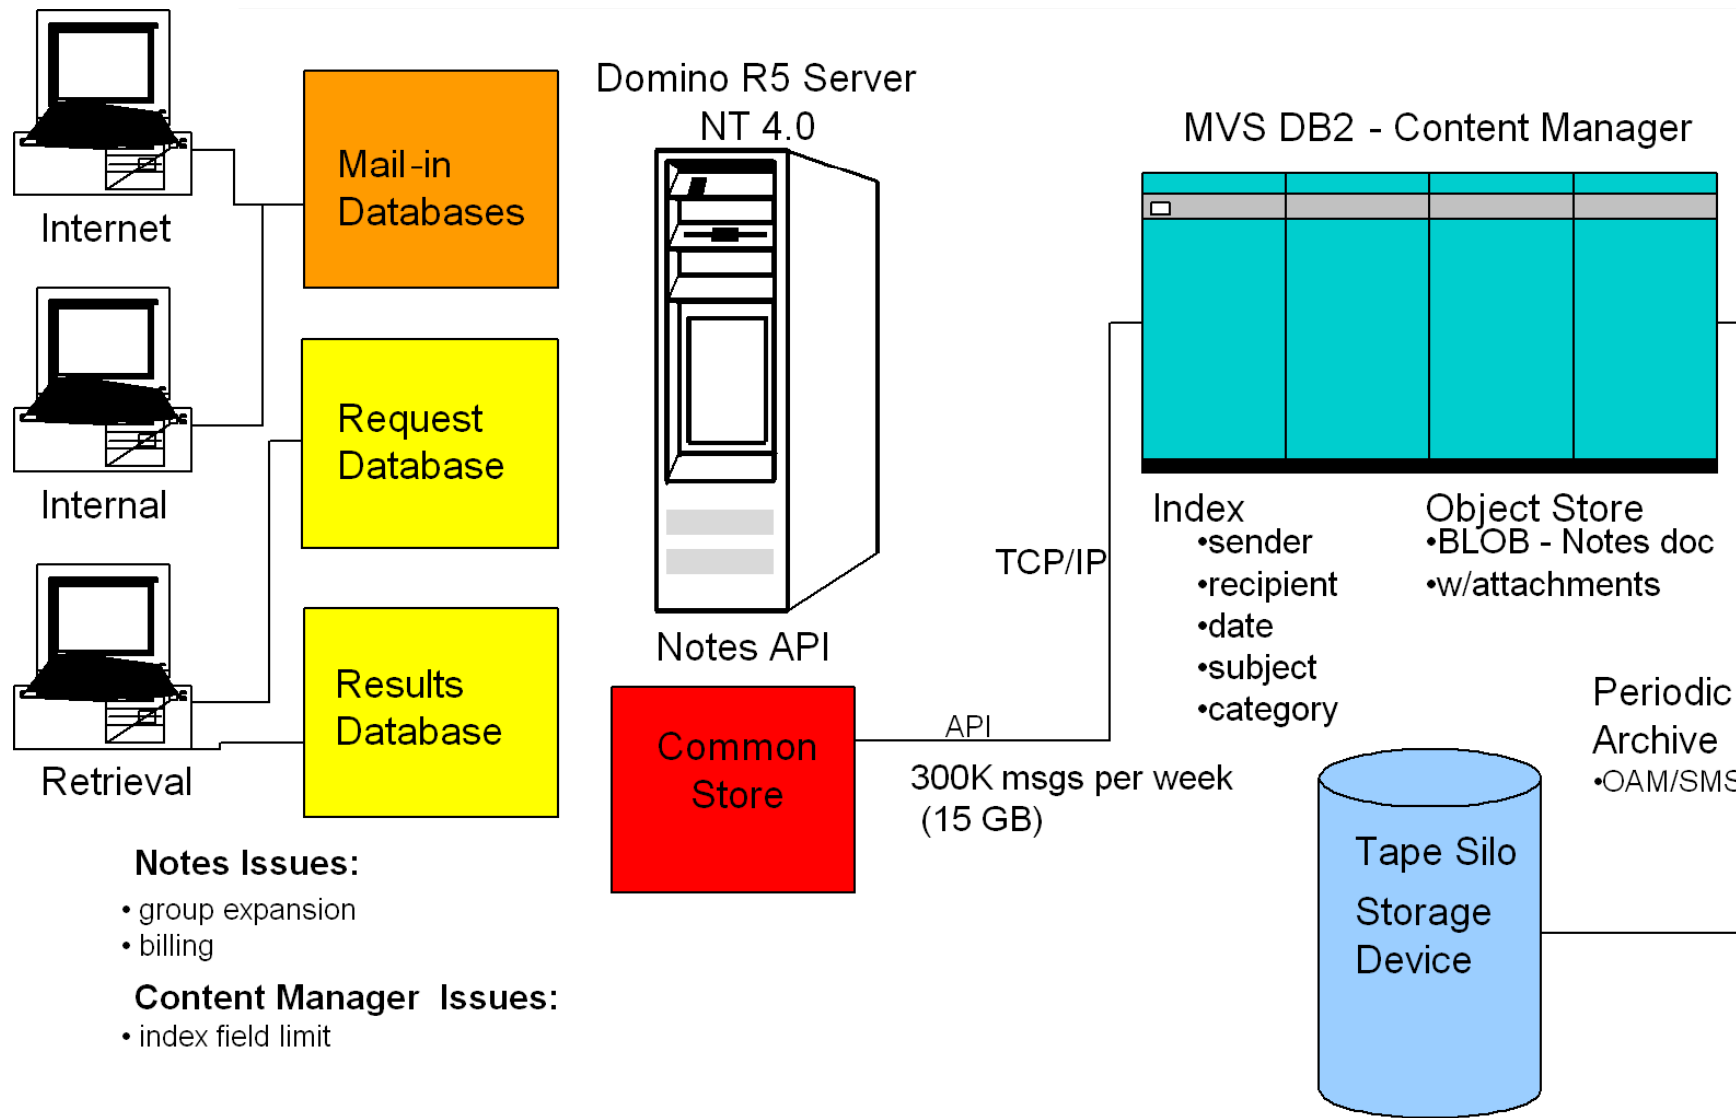 Internet
Internal
Retrieval
Mail-in
Databases
Request
Database
Results
Database
Notes Issues:
• group expansion
• billing
Content Manager Issues:
• index field limit
Domino R5 Server
NT 4.0
Notes API
Common
Store
API
300K msgs per week
(15 GB)
TCP/IP
MVS DB2 - Content Manager
Index
•sender
•recipient
•date
•subject
•category
Object Store
•BLOB - Notes doc
•w/attachments
Periodic
Archive
•OAM/SMS
Tape Silo
Storage
Device